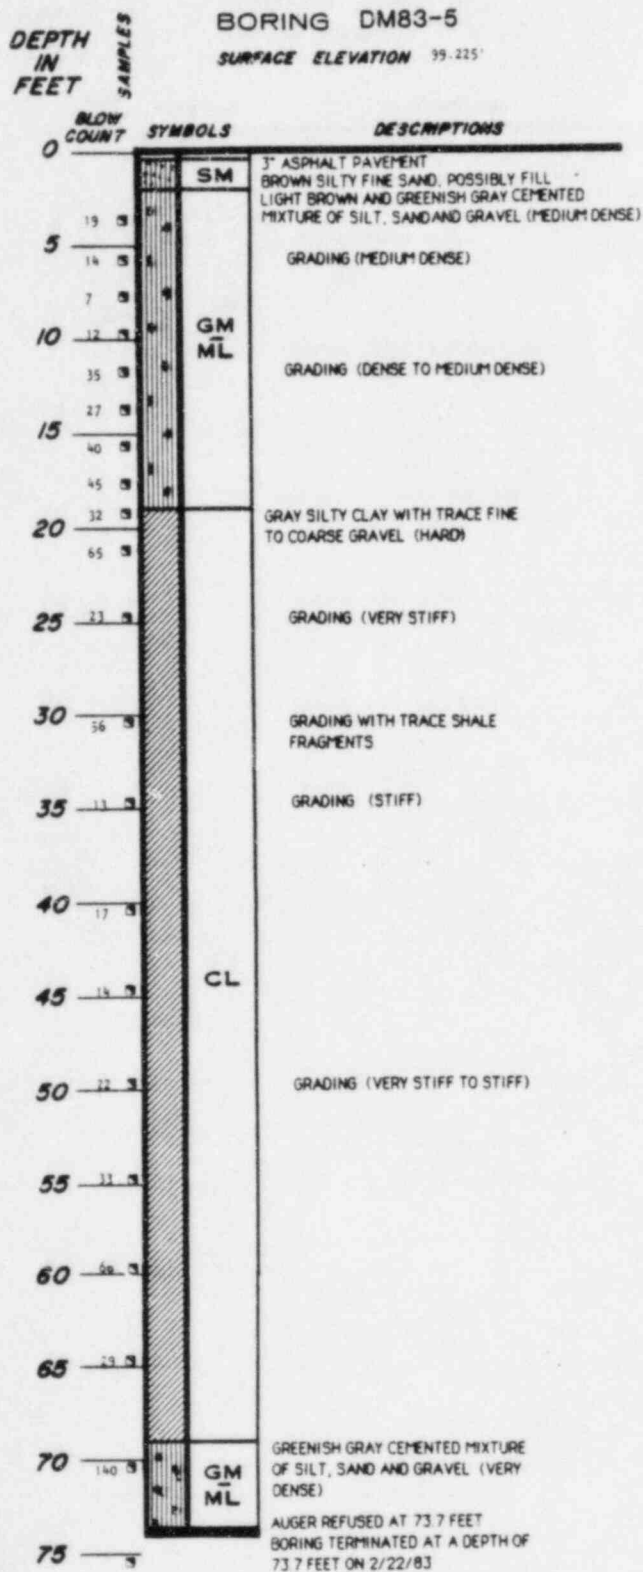 BORING DM83-5
SURFACE ELEVATION 99.225'
DEPTH IN FEET
SAMPLES
BLOW COUNT
SYMBOLS
DESCRIPTIONS
0
3" ASPHALT PAVEMENT
SM
BROWN SILTY FINE SAND, POSSIBLY FILL
LIGHT BROWN AND GREENISH GRAY CEMENTED
MIXTURE OF SILT, SAND AND GRAVEL (MEDIUM DENSE)
19
5
14
GRADING (MEDIUM DENSE)
7
10
12
GM
ML
35
GRADING (DENSE TO MEDIUM DENSE)
27
15
40
45
32
GRAY SILTY CLAY WITH TRACE FINE
TO COARSE GRAVEL (HARD)
20
65
25
23
GRADING (VERY STIFF)
30
56
GRADING WITH TRACE SHALE
FRAGMENTS
35
13
GRADING (STIFF)
40
17
CL
45
14
50
22
GRADING (VERY STIFF TO STIFF)
55
33
60
65
29
GREENISH GRAY CEMENTED MIXTURE
OF SILT, SAND AND GRAVEL (VERY
DENSE)
70
140
GM
ML
AUGER REFUSED AT 73.7 FEET
BORING TERMINATED AT A DEPTH OF
73.7 FEET ON 2/22/83
75